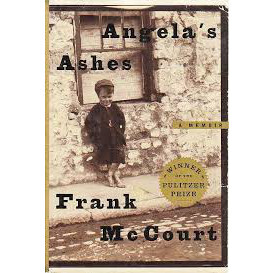 Angela's
Ashes
A MEMOIR
WINNER
OF THE
PULITZER
PRIZE
Frank
McCourt